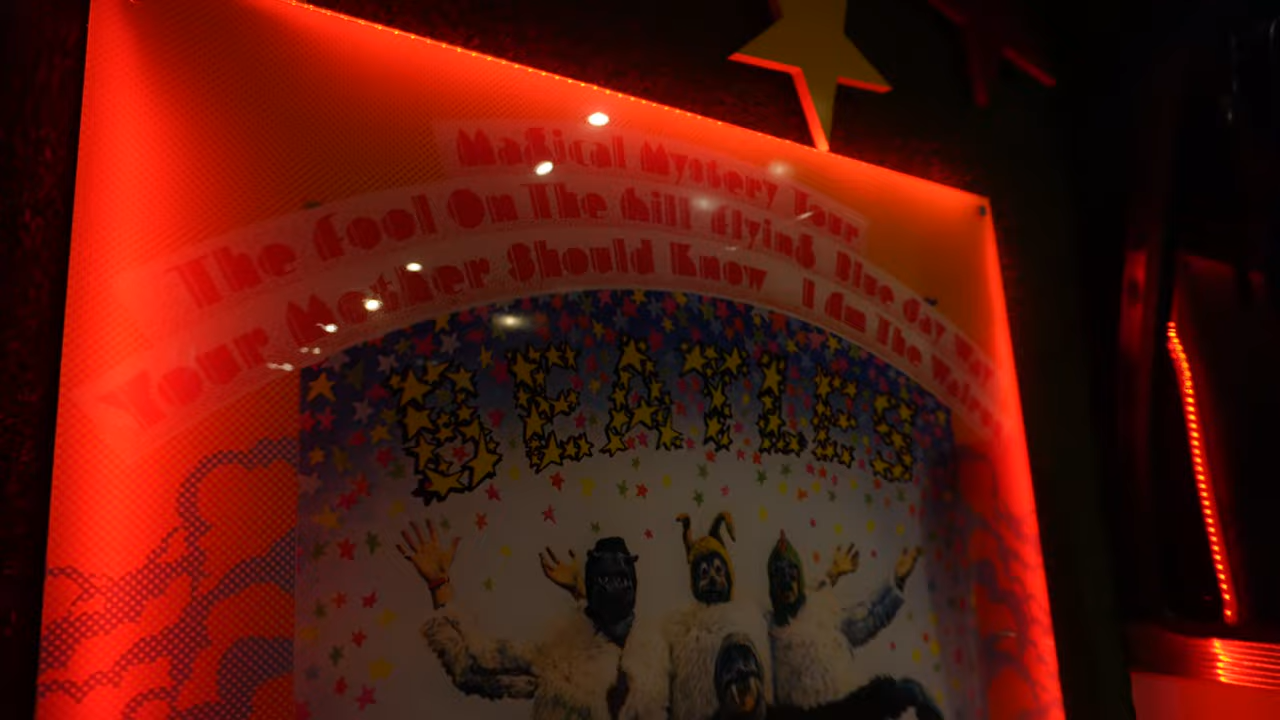 Magical Mystery Tour
The Fool On The Hill Flying Blue Jay Way
Your Mother Should Know I Am The Walrus
BEATLES